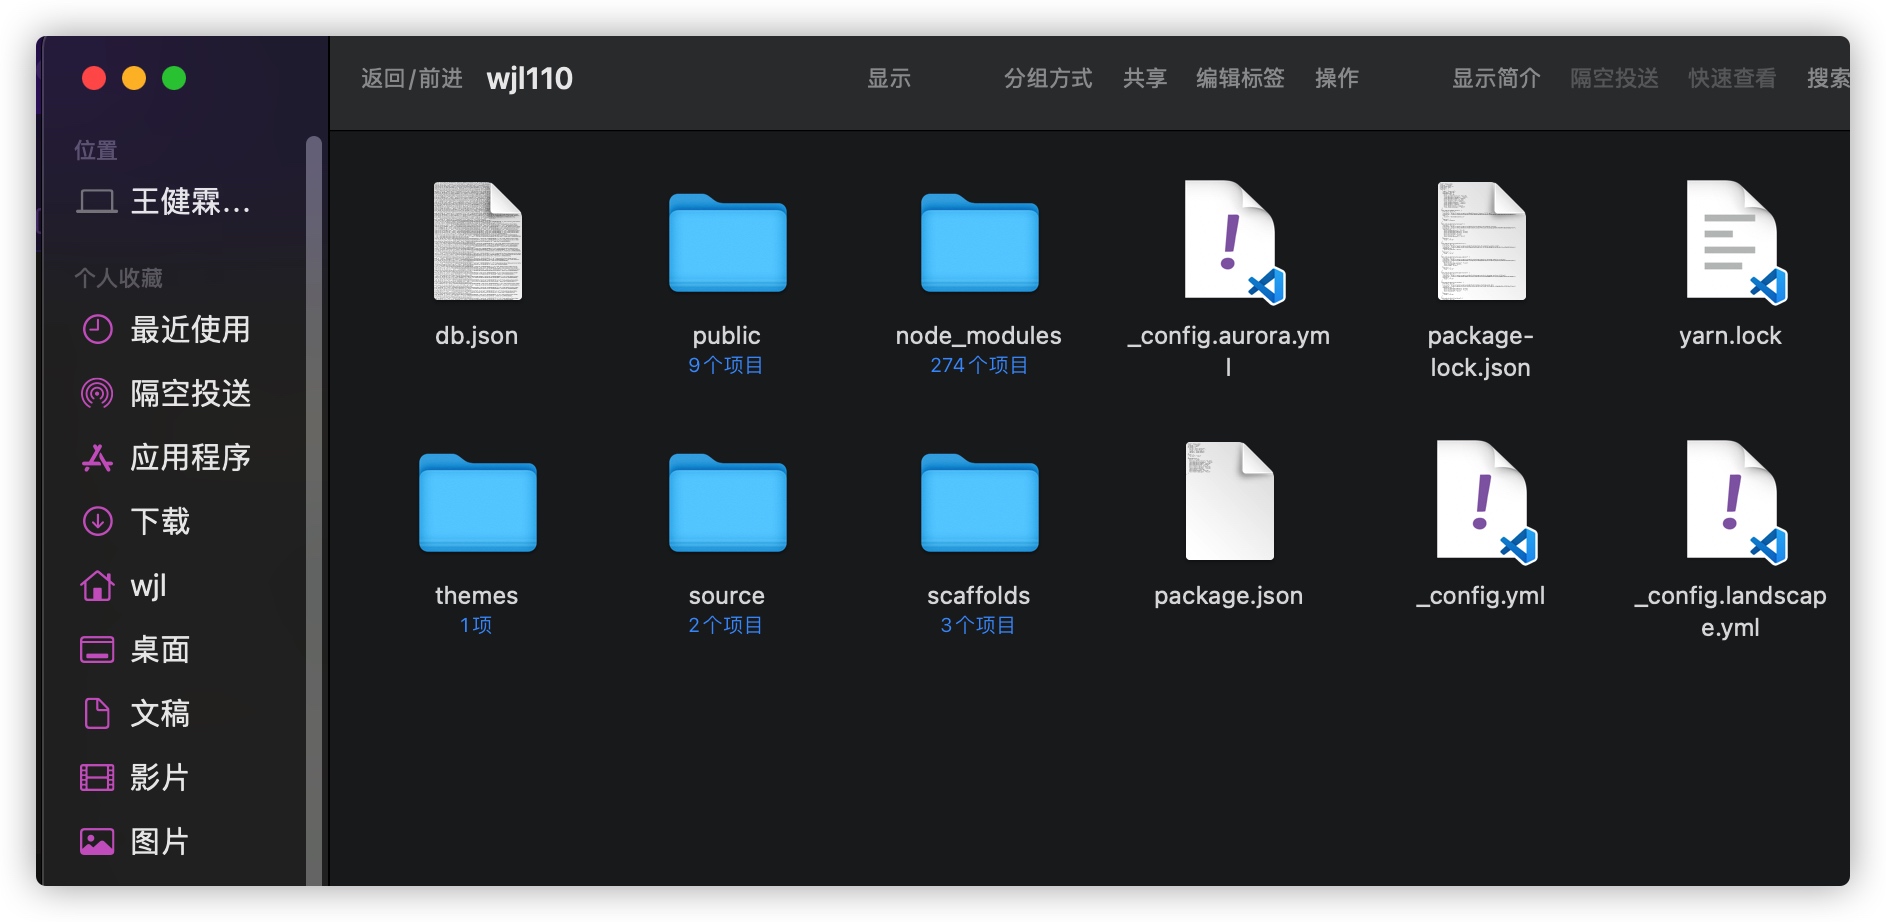 返回/前进 wjl110 显示 分组方式 共享 编辑标签 操作 显示简介 隔空投送 快速查看 搜索
位置
王健霖...
个人收藏
最近使用
隔空投送
应用程序
下载
wjl
桌面
文稿
影片
图片
db.json
public
9个项目
node_modules
274个项目
_config.aurora.ym
l
package-
lock.json
yarn.lock
themes
1项
source
2个项目
scaffolds
3个项目
package.json
_config.yml
_config.landscap
e.yml